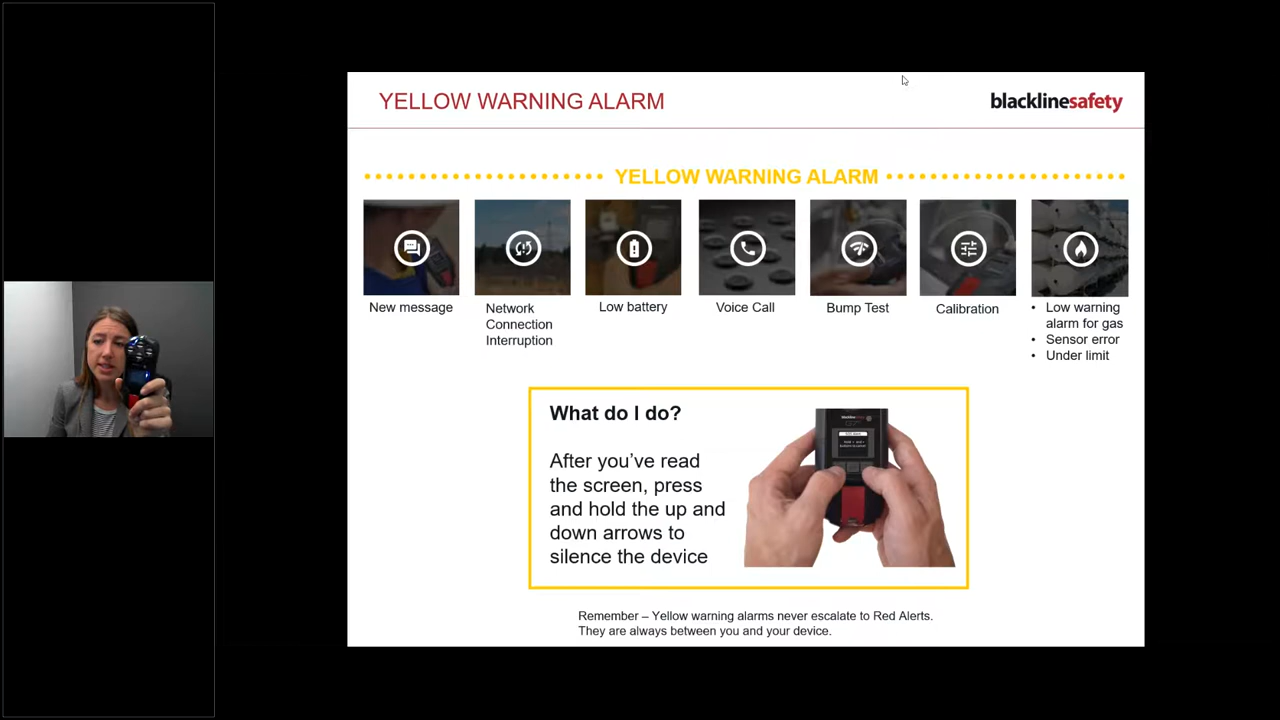 YELLOW WARNING ALARM
blacklinesafety
YELLOW WARNING ALARM
New message
Network
Connection
Interruption
Low battery
Voice Call
Bump Test
Calibration
• Low warning
alarm for gas
• Sensor error
• Under limit
What do I do?
After you’ve read
the screen, press
and hold the up and
down arrows to
silence the device
blacklinesafety
Remember – Yellow warning alarms never escalate to Red Alerts.
They are always between you and your device.